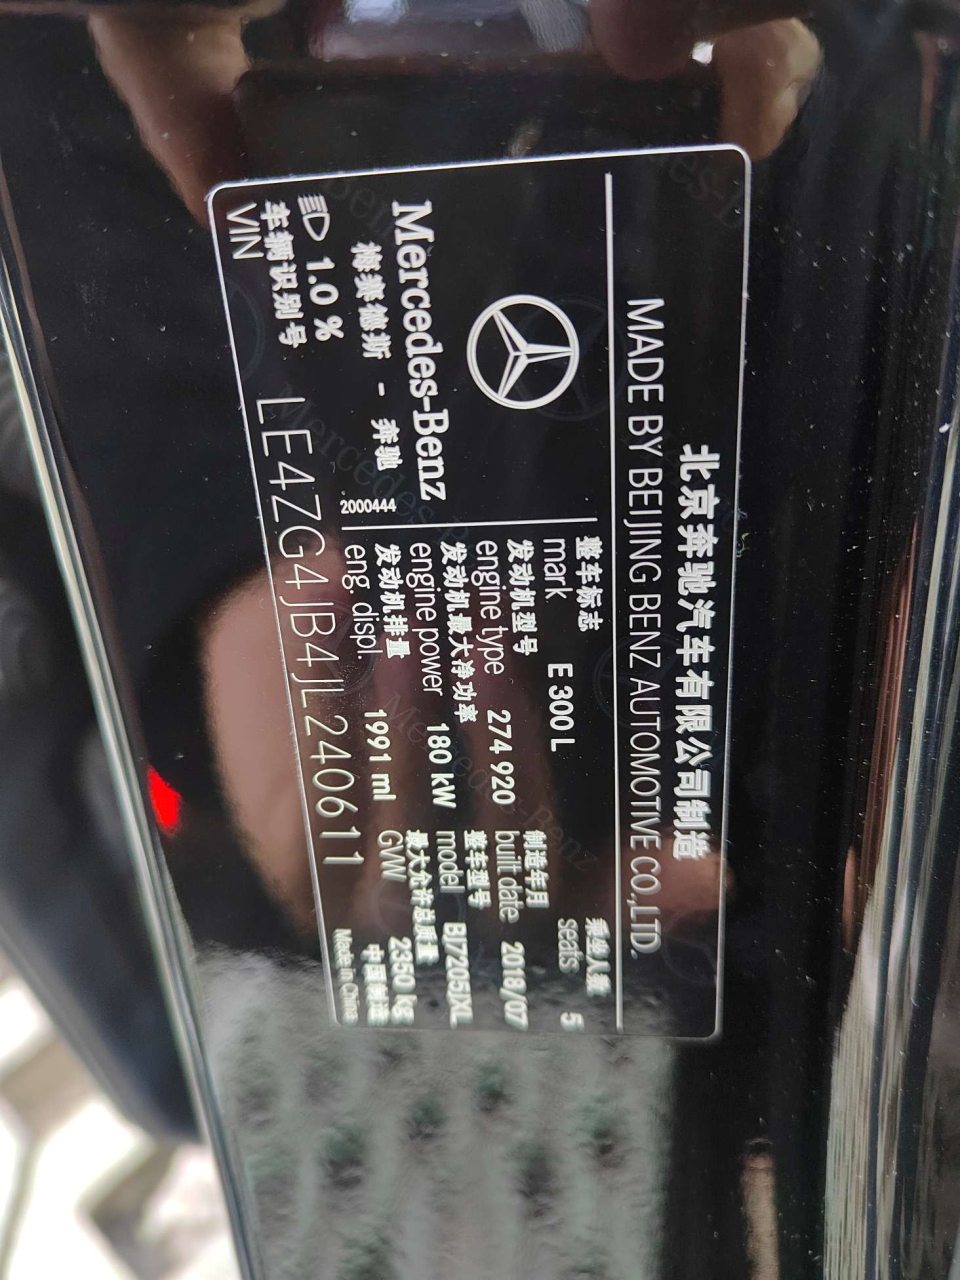 北京奔驰汽车有限公司制造
MADE BY BEIJING BENZ AUTOMOTIVE CO.,LTD.
Mercedes-Benz
梅赛德斯 - 奔驰
2000444
整车标志
mark E 300 L
发动机型号
engine type 274 920
发动机最大净功率
engine power 180 kW
发动机排量
eng. displ. 1991 ml
乘坐人数
seats 5
制造年月
built date 2018/07
整车型号
model BJ7205JXL
最大允许总质量
GWW 2350 kg
中国制造
Made in China
1.0 %
车辆识别号
VIN LE4ZG4JB4JL240611